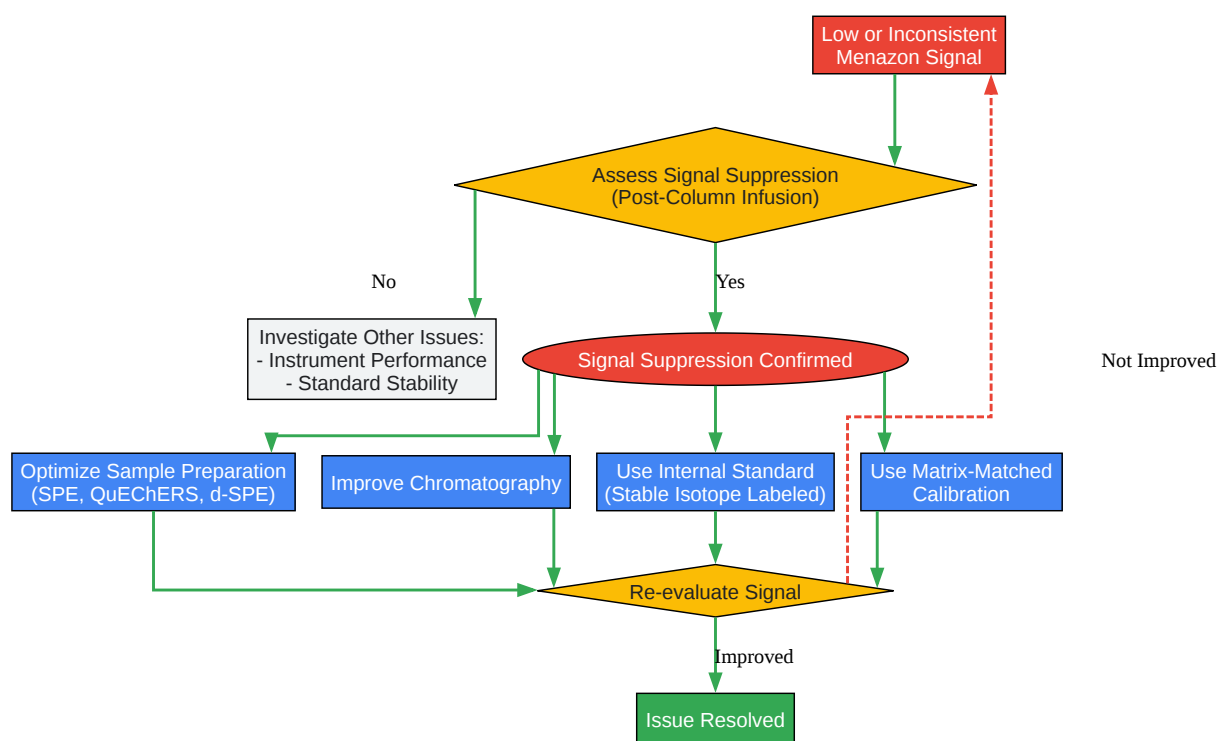 Low or Inconsistent
Menazon Signal
Assess Signal Suppression
(Post-Column Infusion)
No
Yes
Investigate Other Issues:
- Instrument Performance
- Standard Stability
Signal Suppression Confirmed
Not Improved
Optimize Sample Preparation
(SPE, QuEChERS, d-SPE)
Improve Chromatography
Use Internal Standard
(Stable Isotope Labeled)
Use Matrix-Matched
Calibration
Re-evaluate Signal
Improved
Issue Resolved